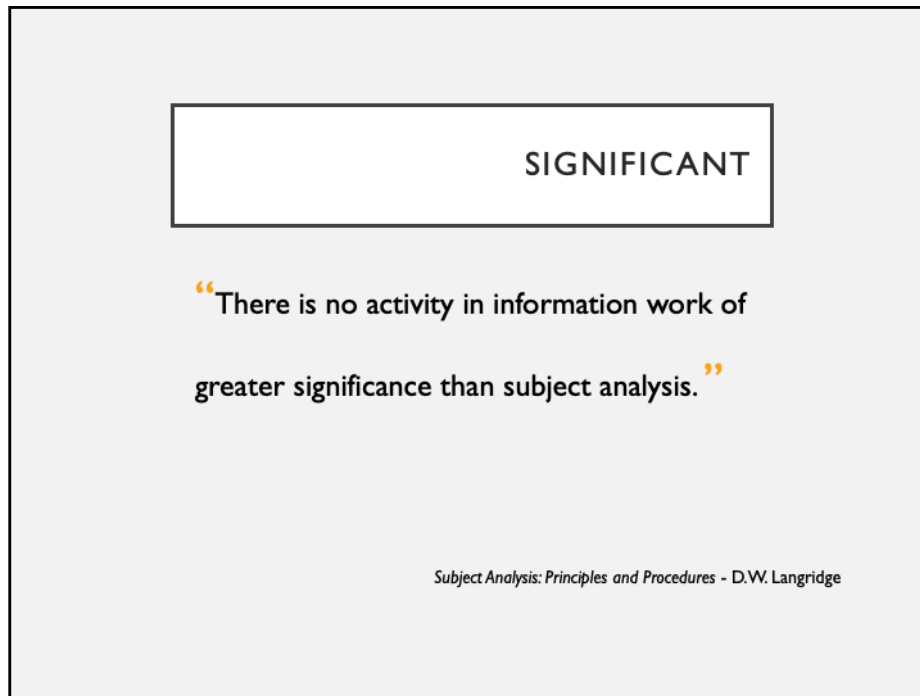 SIGNIFICANT
“There is no activity in information work of
greater significance than subject analysis.”
Subject Analysis: Principles and Procedures - D.W. Langridge